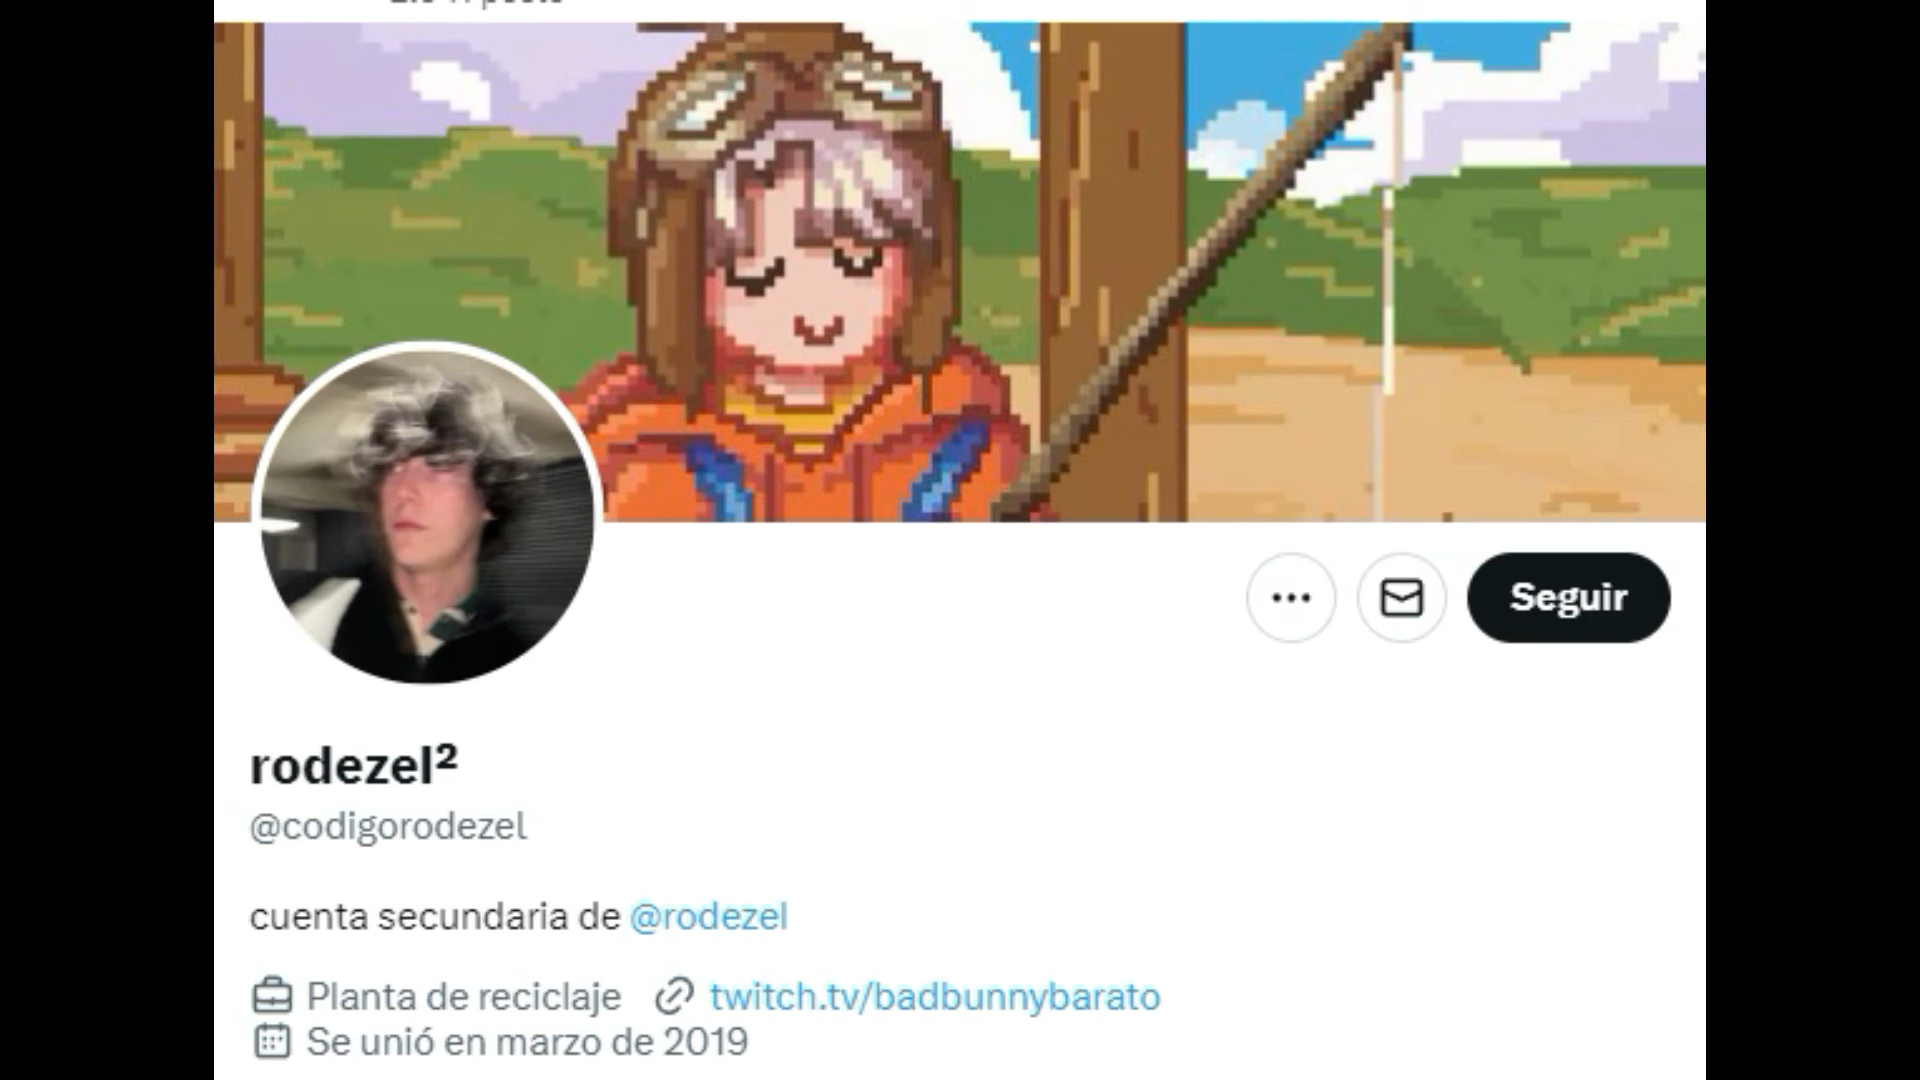 rodezel²
@codigorodezel
Seguir
cuenta secundaria de @rodezel
Planta de reciclaje twitch.tv/badbunnybarato
Se unió en marzo de 2019